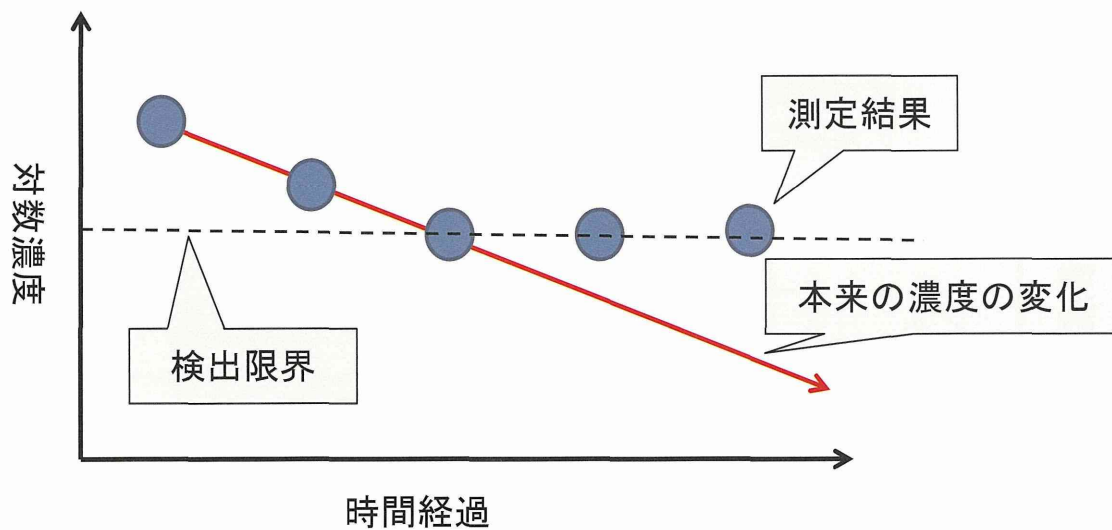 測定結果
対数濃度
本来の濃度の変化
検出限界
時間経過